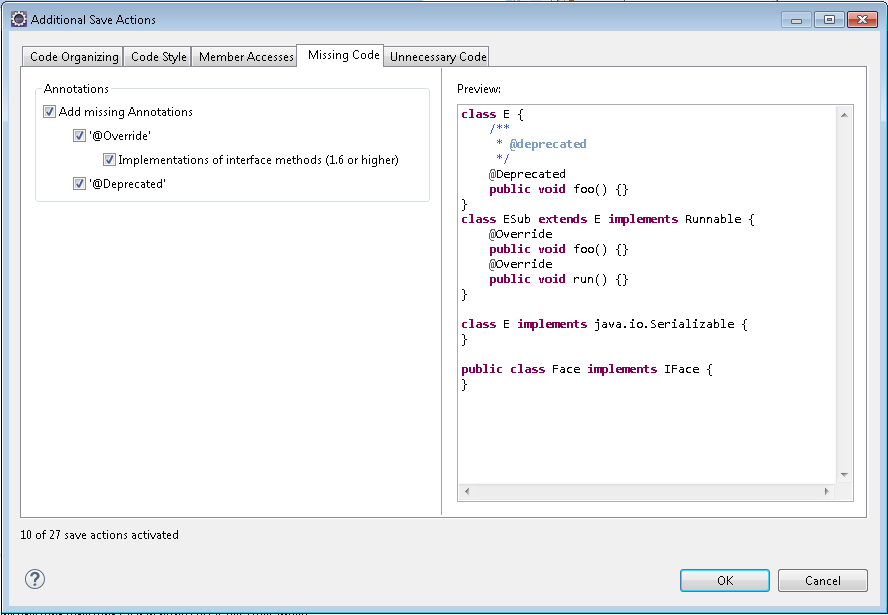 Additional Save Actions
Code Organizing Code Style Member Accesses Missing Code Unnecessary Code
Annotations
Add missing Annotations
'@Override'
Implementations of interface methods (1.6 or higher)
'@Deprecated'
Preview:
class E {
    /**
     * @deprecated
     */
    @Deprecated
    public void foo() {}
}
class ESub extends E implements Runnable {
    @Override
    public void foo() {}
    @Override
    public void run() {}
}
class E implements java.io.Serializable {
}
public class Face implements IFace {
}
10 of 27 save actions activated
?
OK Cancel